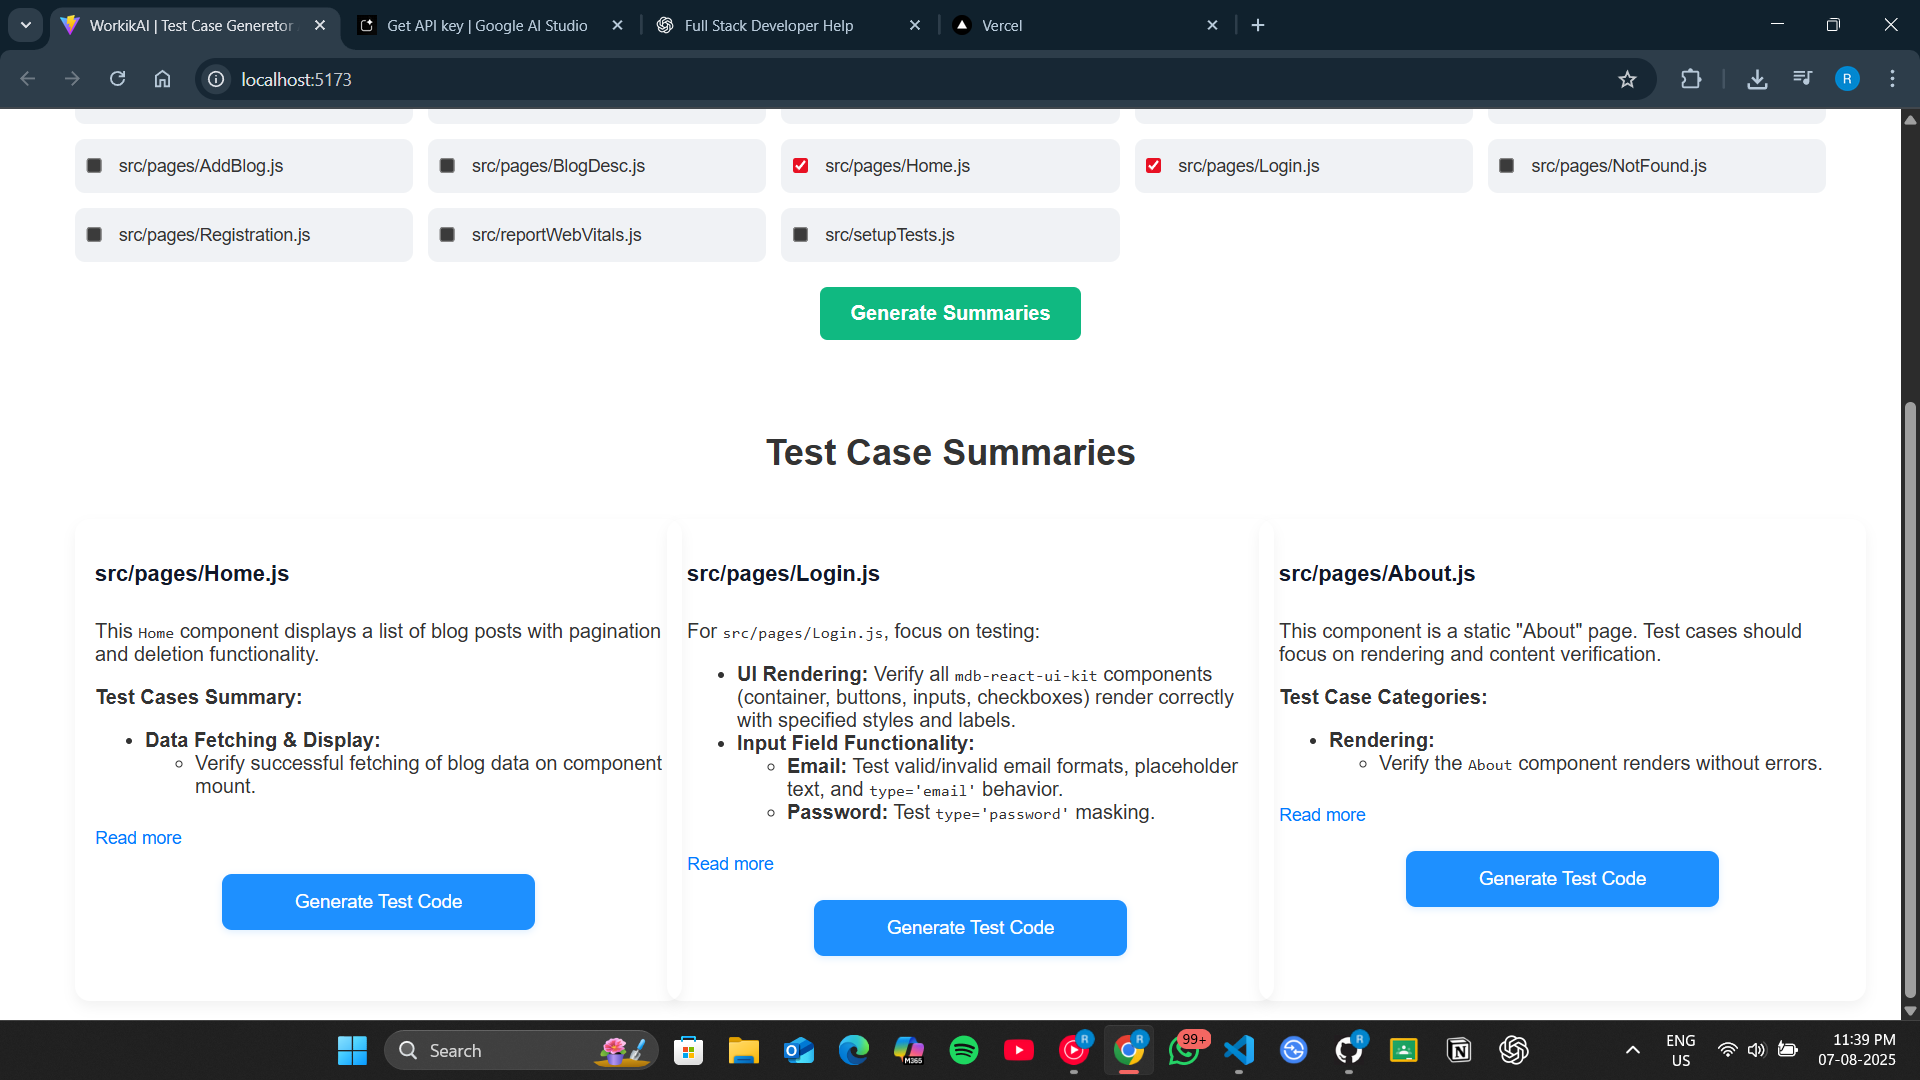 WorkikAI | Test Case Generetor
Get API key | Google AI Studio
Full Stack Developer Help
Vercel
localhost:5173
R
src/pages/AddBlog.js
src/pages/BlogDesc.js
src/pages/Home.js
src/pages/Login.js
src/pages/NotFound.js
src/pages/Registration.js
src/reportWebVitals.js
src/setupTests.js
Generate Summaries
Test Case Summaries
src/pages/Home.js
This Home component displays a list of blog posts with pagination
and deletion functionality.
Test Cases Summary:
• Data Fetching & Display:
◦ Verify successful fetching of blog data on component
mount.
Read more
Generate Test Code
src/pages/Login.js
For src/pages/Login.js, focus on testing:
• UI Rendering: Verify all mdb-react-ui-kit components
(container, buttons, inputs, checkboxes) render correctly
with specified styles and labels.
• Input Field Functionality:
◦ Email: Test valid/invalid email formats, placeholder
text, and type='email' behavior.
◦ Password: Test type='password' masking.
Read more
Generate Test Code
src/pages/About.js
This component is a static "About" page. Test cases should
focus on rendering and content verification.
Test Case Categories:
• Rendering:
◦ Verify the About component renders without errors.
Read more
Generate Test Code
Search
M365
R
R
99+
R
ENG
US
11:39 PM
07-08-2025